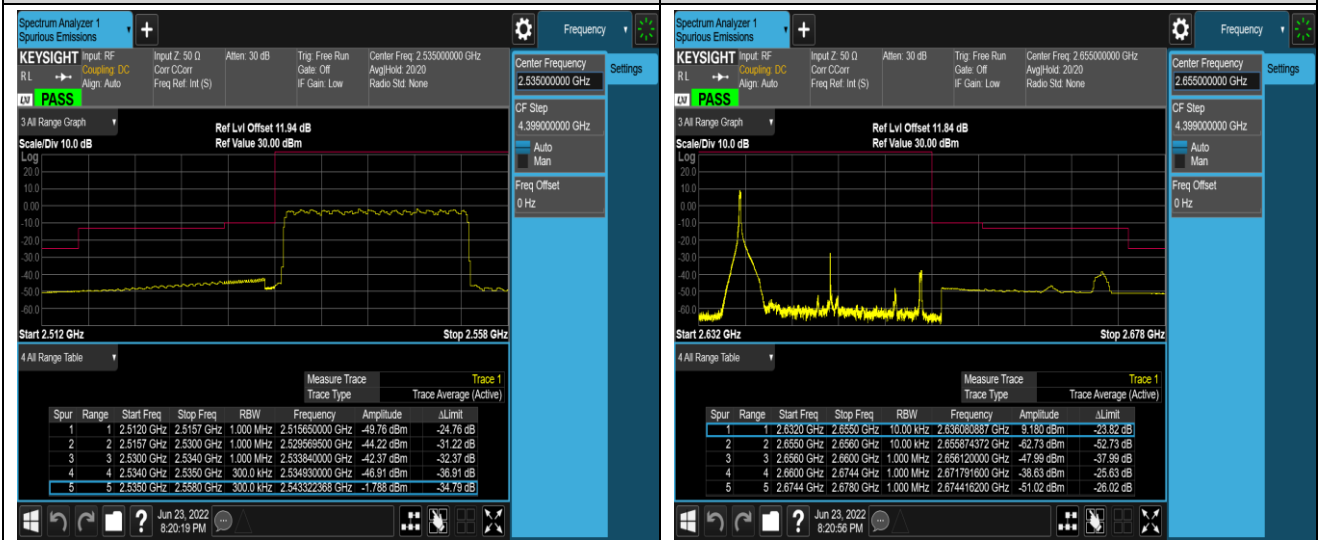 Spectrum Analyzer 1
Spurious Emissions
Frequency
KEYSIGHT Input: RF Input Z: 50 Ω Atten: 30 dB Trig: Free Run Center Freq: 2.535000000 GHz
RL Coupling: DC Corr CCorr Gate: Off Avg|Hold: 20/20
Align: Auto Freq Ref: Int (S) IF Gain: Low Radio Std: None
LXI PASS
3 All Range Graph
Ref Lvl Offset 11.94 dB
Scale/Div 10.0 dB Ref Value 30.00 dBm
Log
20.0
10.0
0.00
-10.0
-20.0
-30.0
-40.0
-50.0
-60.0
Start 2.512 GHz Stop 2.558 GHz
4 All Range Table
Measure Trace Trace 1
Trace Type Trace Average (Active)
Spur Range Start Freq Stop Freq RBW Frequency Amplitude ΔLimit
1 1 2.5120 GHz 2.5157 GHz 1.000 MHz 2.515650000 GHz -49.76 dBm -24.76 dB
2 2 2.5157 GHz 2.5300 GHz 1.000 MHz 2.529569500 GHz -44.22 dBm -31.22 dB
3 3 2.5300 GHz 2.5340 GHz 1.000 MHz 2.533840000 GHz -42.37 dBm -32.37 dB
4 4 2.5340 GHz 2.5350 GHz 300.0 kHz 2.534930000 GHz -46.91 dBm -36.91 dB
5 5 2.5350 GHz 2.5580 GHz 300.0 kHz 2.543322368 GHz -1.788 dBm -34.79 dB
Jun 23, 2022
8:20:19 PM
Center Frequency
2.535000000 GHz
Settings
CF Step
4.399000000 GHz
Auto
Man
Freq Offset
0 Hz
Spectrum Analyzer 1
Spurious Emissions
Frequency
KEYSIGHT Input: RF Input Z: 50 Ω Atten: 30 dB Trig: Free Run Center Freq: 2.655000000 GHz
RL Coupling: DC Corr CCorr Gate: Off Avg|Hold: 20/20
Align: Auto Freq Ref: Int (S) IF Gain: Low Radio Std: None
LXI PASS
3 All Range Graph
Ref Lvl Offset 11.84 dB
Scale/Div 10.0 dB Ref Value 30.00 dBm
Log
20.0
10.0
0.00
-10.0
-20.0
-30.0
-40.0
-50.0
-60.0
Start 2.632 GHz Stop 2.678 GHz
4 All Range Table
Measure Trace Trace 1
Trace Type Trace Average (Active)
Spur Range Start Freq Stop Freq RBW Frequency Amplitude ΔLimit
1 1 2.6320 GHz 2.6550 GHz 10.00 kHz 2.636080887 GHz 9.180 dBm -23.82 dB
2 2 2.6550 GHz 2.6560 GHz 10.00 kHz 2.655874372 GHz -62.73 dBm -52.73 dB
3 3 2.6560 GHz 2.6600 GHz 1.000 MHz 2.656120000 GHz -47.99 dBm -37.99 dB
4 4 2.6600 GHz 2.6744 GHz 1.000 MHz 2.671791600 GHz -38.63 dBm -25.63 dB
5 5 2.6744 GHz 2.6780 GHz 1.000 MHz 2.674416200 GHz -51.02 dBm -26.02 dB
Jun 23, 2022
8:20:56 PM
Center Frequency
2.655000000 GHz
Settings
CF Step
4.399000000 GHz
Auto
Man
Freq Offset
0 Hz